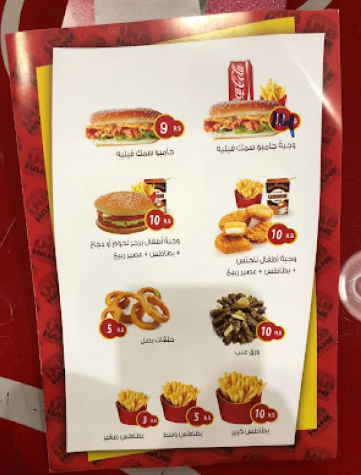 Coca-Cola
9 R.S
وجبة جامبو سمك فيليه
جامبو سمك فيليه
10 R.S
10 R.S
وجبة أطفال ناجتس
+ بطاطس + عصير ربيع
وجبة أطفال برجر لحوم أو دجاج
+ بطاطس + عصير ربيع
10 R.S
5 R.S
ورق عنب
حلقات بصل
10 R.S
5 R.S
3 R.S
بطاطس كبير
بطاطس وسط
بطاطس صغير